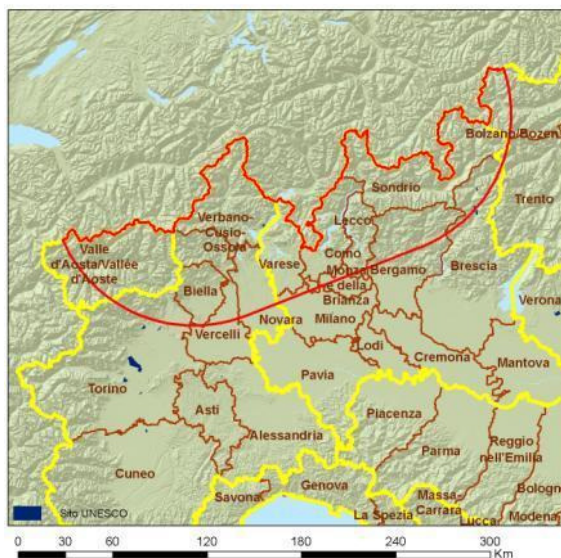 Bolzano/Bozen
Sondrio
Trento
Verbano-
Cusio-
Ossola
Lecco
Valle
d'Aosta/Vallée
d'Aoste
Varese
Como
Bergamo
Brescia
Monza
e della
Brianza
Biella
Verona
Novara
Milano
Vercelli
Lodi
Cremona
Mantova
Pavia
Torino
Asti
Piacenza
Alessandria
Parma
Reggio
nell'Emilia
Cuneo
Genova
Savona
Massa-
Carrara
Bologn
Sito UNESCO
La Spezia
Lucca
Modena
0 30 60 120 180 240 300
Km